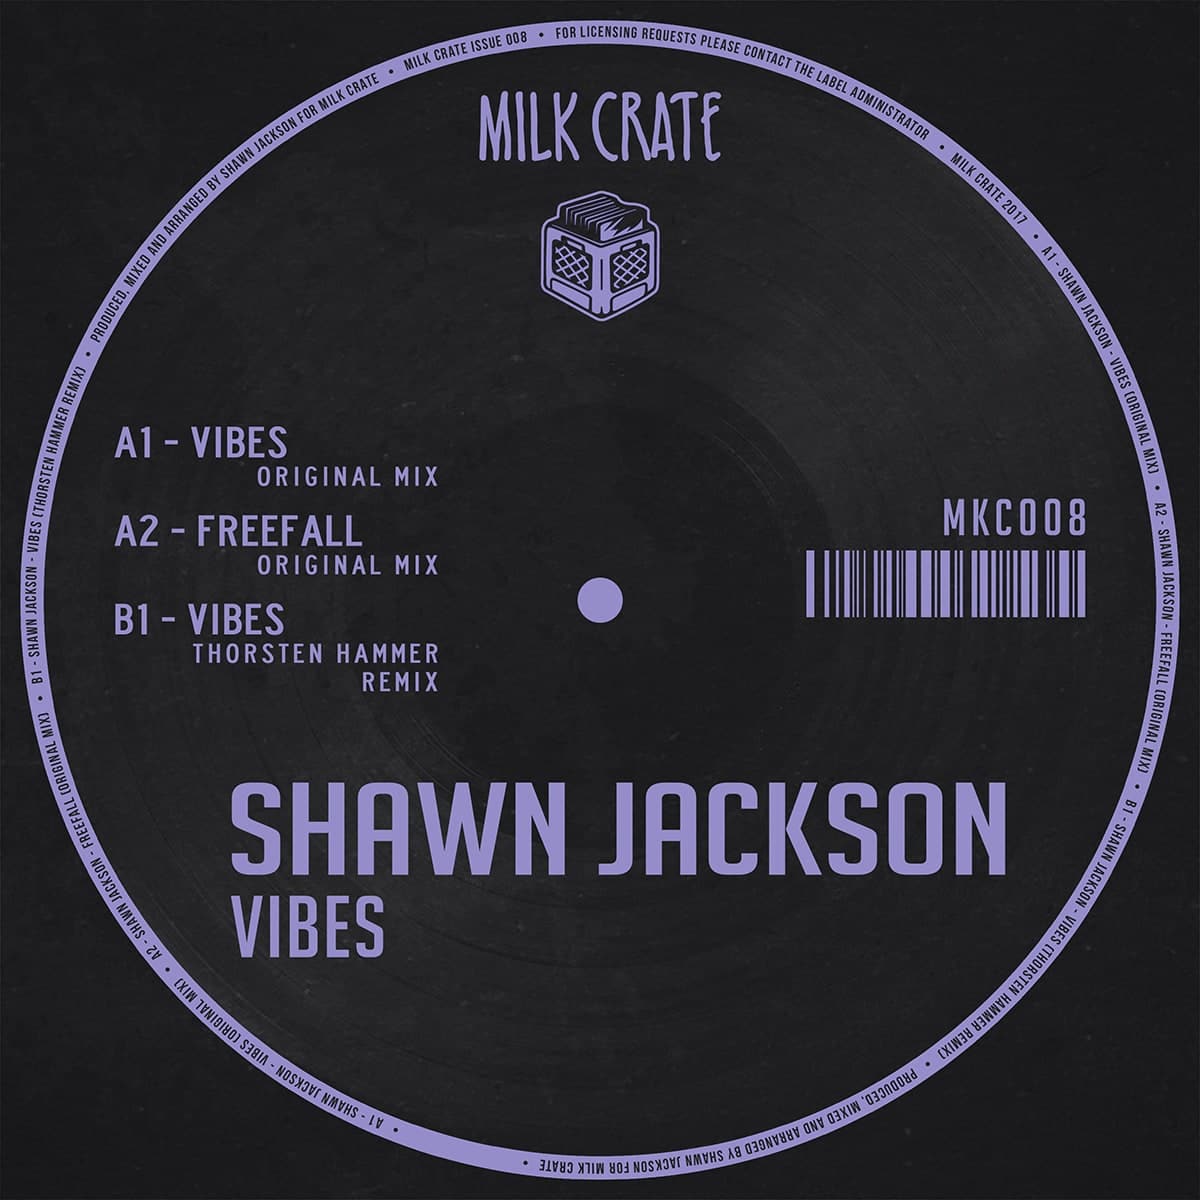 MILK CRATE
A1 - VIBES
ORIGINAL MIX
A2 - FREEFALL
ORIGINAL MIX
B1 - VIBES
THORSTEN HAMMER
REMIX
MKC008
SHAWN JACKSON
VIBES
MILK CRATE ISSUE 008 • FOR LICENSING REQUESTS PLEASE CONTACT THE LABEL ADMINISTRATOR • MILK CRATE 2017 • A1 - SHAWN JACKSON - VIBES (ORIGINAL MIX) • A2 - SHAWN JACKSON - FREEFALL (ORIGINAL MIX) • B1 - SHAWN JACKSON - VIBES (THORSTEN HAMMER REMIX) • PRODUCED, MIXED AND ARRANGED BY SHAWN JACKSON FOR MILK CRATE •
• A1 - SHAWN JACKSON - VIBES (ORIGINAL MIX) • A2 - SHAWN JACKSON - FREEFALL (ORIGINAL MIX) • B1 - SHAWN JACKSON - VIBES (THORSTEN HAMMER REMIX) • PRODUCED, MIXED AND ARRANGED BY SHAWN JACKSON FOR MILK CRATE •